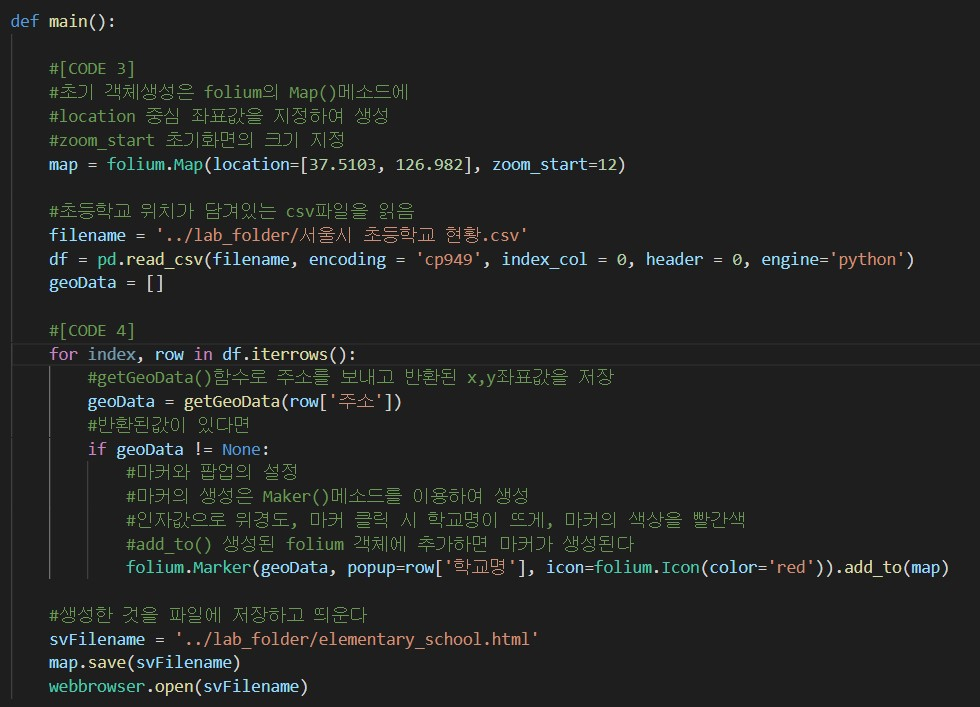 def main():
#[CODE 3]
#초기 객체생성은 folium의 Map()메소드에
#location 중심 좌표값을 지정하여 생성
#zoom_start 초기화면의 크기 지정
map = folium.Map(location=[37.5103, 126.982], zoom_start=12)
#초등학교 위치가 담겨있는 csv파일을 읽음
filename = '../lab_folder/서울시 초등학교 현황.csv'
df = pd.read_csv(filename, encoding = 'cp949', index_col = 0, header = 0, engine='python')
geoData = []
#[CODE 4]
for index, row in df.iterrows():
#getGeoData()함수로 주소를 보내고 반환된 x,y좌표값을 저장
geoData = getGeoData(row['주소'])
#반환된값이 있다면
if geoData != None:
#마커와 팝업의 설정
#마커의 생성은 Maker()메소드를 이용하여 생성
#인자값으로 위경도, 마커 클릭 시 학교명이 뜨게, 마커의 색상을 빨간색
#add_to() 생성된 folium 객체에 추가하면 마커가 생성된다
folium.Marker(geoData, popup=row['학교명'], icon=folium.Icon(color='red')).add_to(map)
#생성한 것을 파일에 저장하고 띄운다
svFilename = '../lab_folder/elementary_school.html'
map.save(svFilename)
webbrowser.open(svFilename)